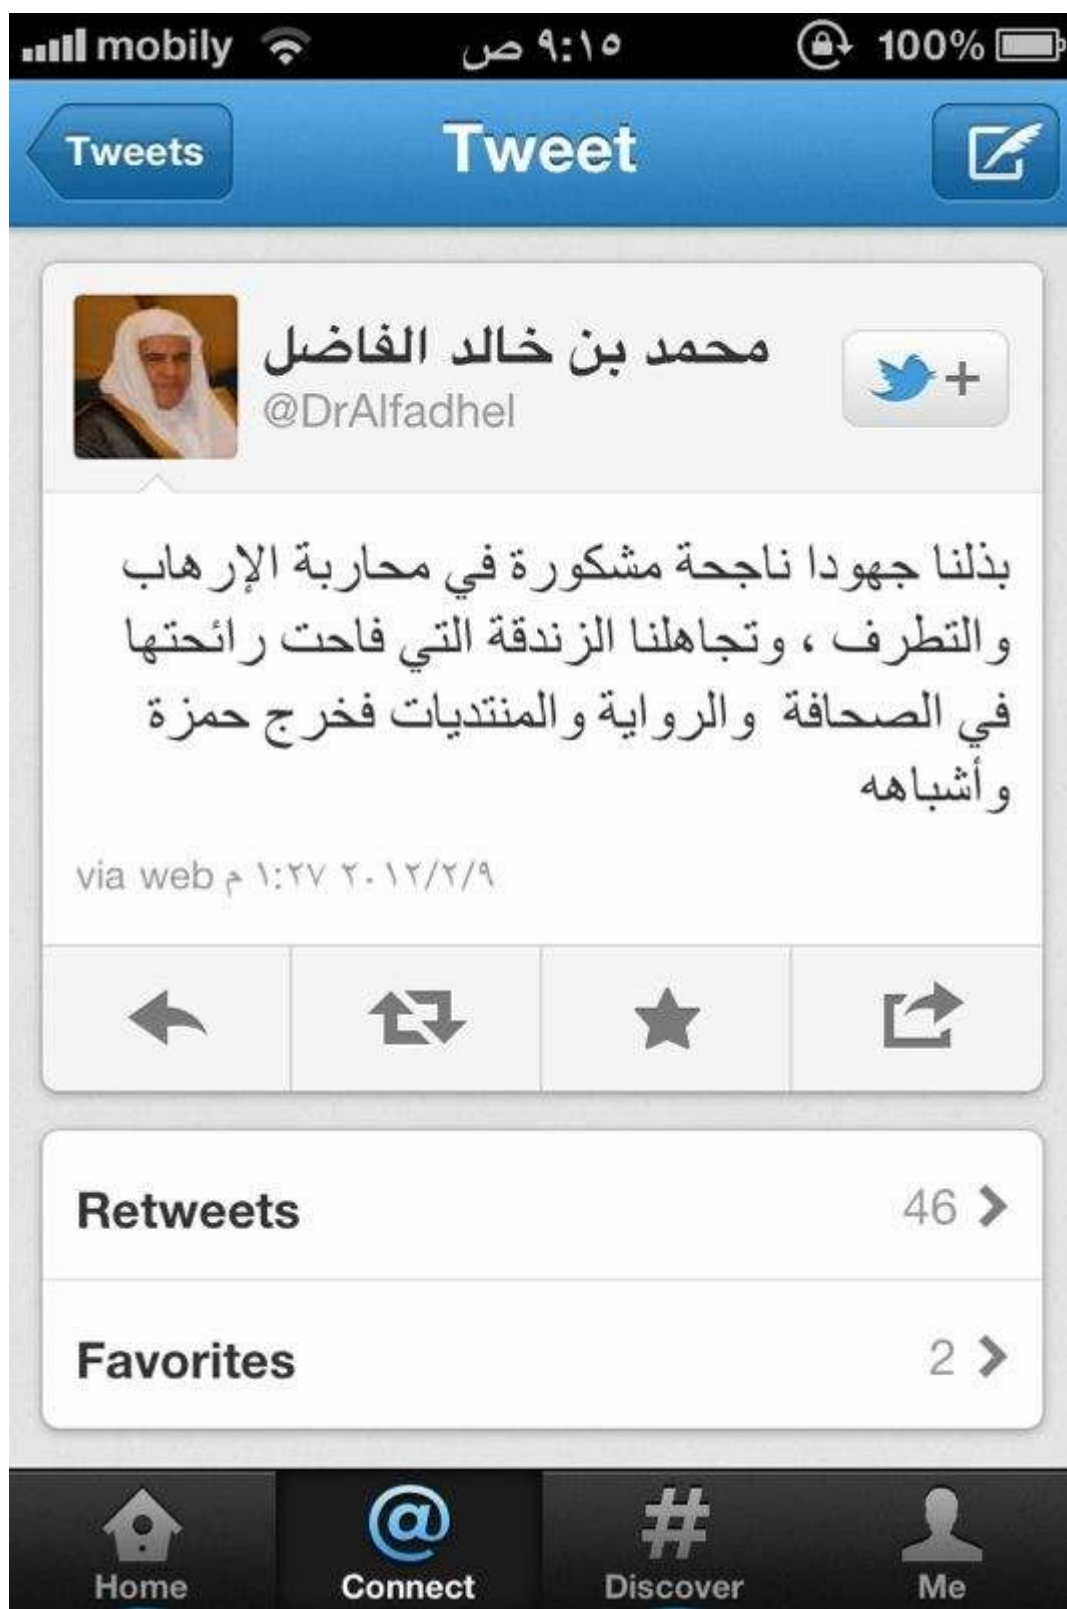 mobily ٩:١٥ ص 100%
Tweets Tweet
محمد بن خالد الفاضل
@DrAlfadhel
+
بذلنا جهودا ناجحة مشكورة في محاربة الإرهاب
والتطرف ، وتجاهلنا الزندقة التي فاحت رائحتها
في الصحافة والرواية والمنتديات فخرج حمزة
وأشباهه
via web م ١:٢٧ ٢٠١٢/٢/٩
Retweets 46
Favorites 2
Home Connect Discover Me